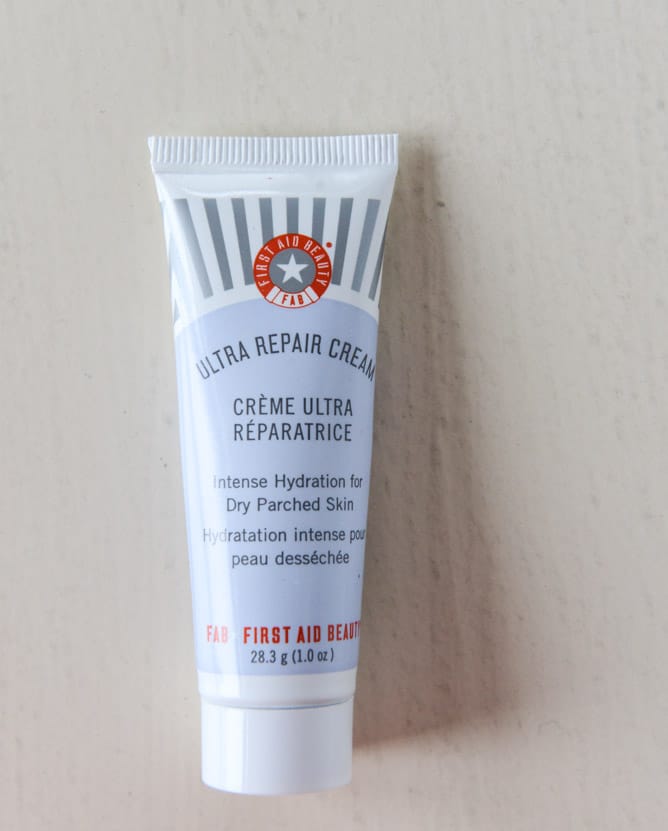 FIRST AID BEAUTY
FAB
ULTRA REPAIR CREAM
CRÈME ULTRA
RÉPARATRICE
Intense Hydration for
Dry Parched Skin
Hydratation intense pour
peau desséchée
FAB FIRST AID BEAUTY
28.3 g (1.0 oz)